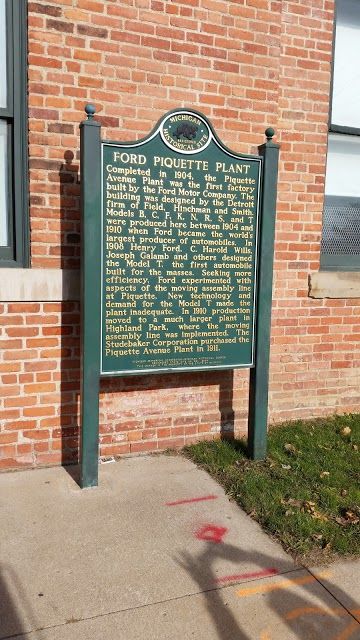 MICHIGAN
HISTORICAL SITE
FORD PIQUETTE PLANT
Completed in 1904, the Piquette
Avenue Plant was the first factory
built by the Ford Motor Company. The
building was designed by the Detroit
firm of Field, Hinchman and Smith.
Models B, C, F, K, N, R, S, and T
were produced here between 1904 and
1910 when Ford became the world's
largest producer of automobiles. In
1908 Henry Ford, C. Harold Wills,
Joseph Galamb and others designed
the Model T, the first automobile
built for the masses. Seeking more
efficiency, Ford experimented with
aspects of the moving assembly line
at Piquette. New technology and
demand for the Model T made the
plant inadequate. In 1910 production
moved to a much larger plant in
Highland Park, where the moving
assembly line was implemented. The
Studebaker Corporation purchased the
Piquette Avenue Plant in 1911.